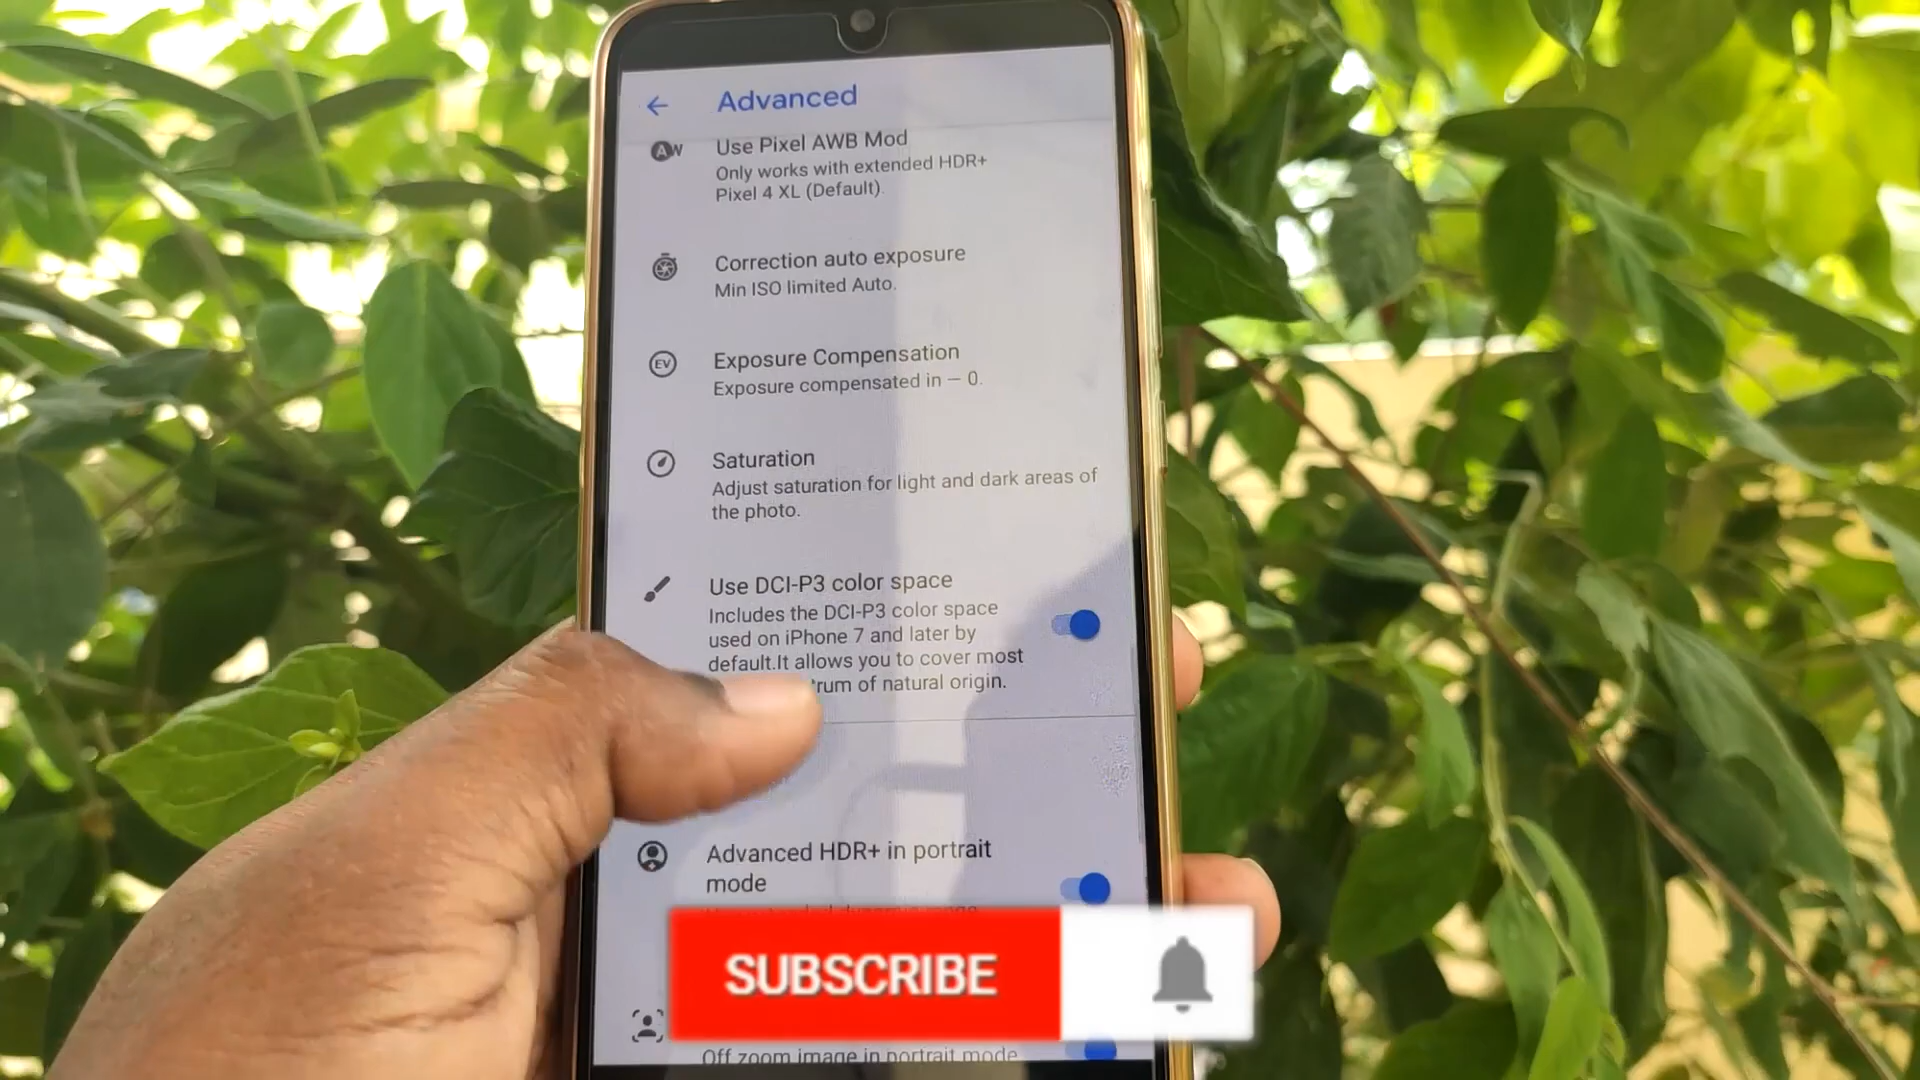 Advanced
AW
Use Pixel AWB Mod
Only works with extended HDR+
Pixel 4 XL (Default).
Correction auto exposure
Min ISO limited Auto.
EV
Exposure Compensation
Exposure compensated in – 0.
Saturation
Adjust saturation for light and dark areas of
the photo.
Use DCI-P3 color space
Includes the DCI-P3 color space
used on iPhone 7 and later by
default.It allows you to cover most
of natural origin.
Advanced HDR+ in portrait
mode
SUBSCRIBE
Off zoom image in portrait mode